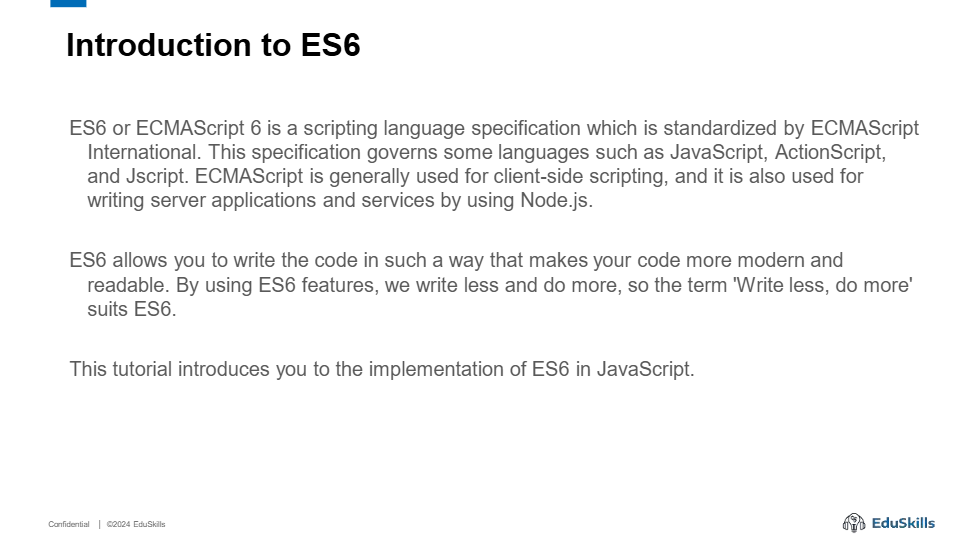 Introduction to ES6
ES6 or ECMAScript 6 is a scripting language specification which is standardized by ECMAScript
International. This specification governs some languages such as JavaScript, ActionScript,
and Jscript. ECMAScript is generally used for client-side scripting, and it is also used for
writing server applications and services by using Node.js.
ES6 allows you to write the code in such a way that makes your code more modern and
readable. By using ES6 features, we write less and do more, so the term 'Write less, do more'
suits ES6.
This tutorial introduces you to the implementation of ES6 in JavaScript.
Confidential | ©2024 EduSkills
EduSkills